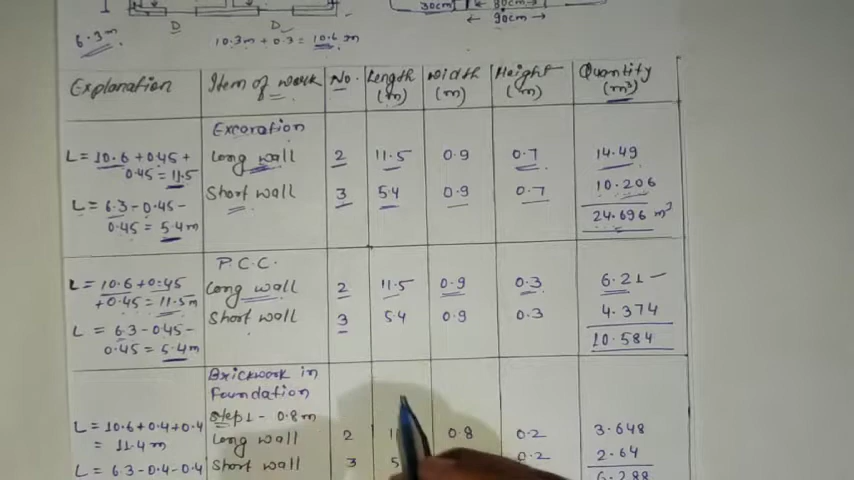 D D
30cm 30cm
← 90cm →
6.3m
10.3m + 0.3 = 10.6m
Explanation Item of work No. Length (m) Width (m) Height (m) Quantity (m³)
Excavation
L = 10.6 + 0.45 + Long wall 2 11.5 0.9 0.7 14.49
0.45 = 11.5
Short wall 3 5.4 0.9 0.7 10.206
L = 6.3 - 0.45 -
0.45 = 5.4m 24.696 m³
P.C.C.
L = 10.6 + 0.45 Long wall 2 11.5 0.9 0.3 6.21
+ 0.45 = 11.5m
Short wall 3 5.4 0.9 0.3 4.374
L = 6.3 - 0.45 -
0.45 = 5.4m 10.584
Brickwork in
Foundation
Step 1 - 0.8m
L = 10.6 + 0.4 + 0.4
= 11.4m
Long wall 2 0.8 0.2 3.648
L = 6.3 - 0.4 - 0.4 Short wall 3 0.2 2.64
6.288